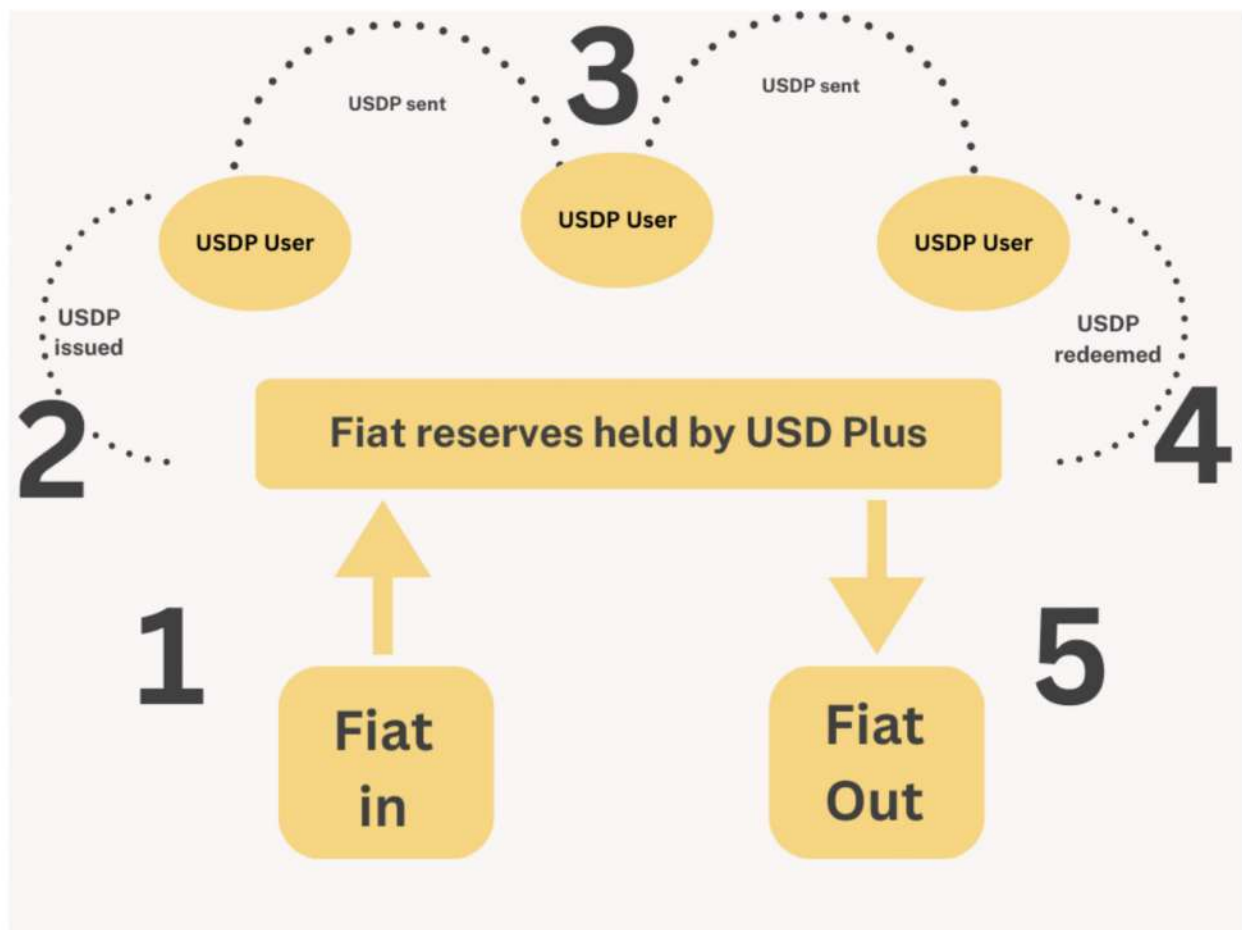 3
USDP sent
USDP sent
USDP User
USDP User
USDP User
USDP
issued
USDP
redeemed
2
Fiat reserves held by USD Plus
4
1
5
Fiat
in
Fiat
Out